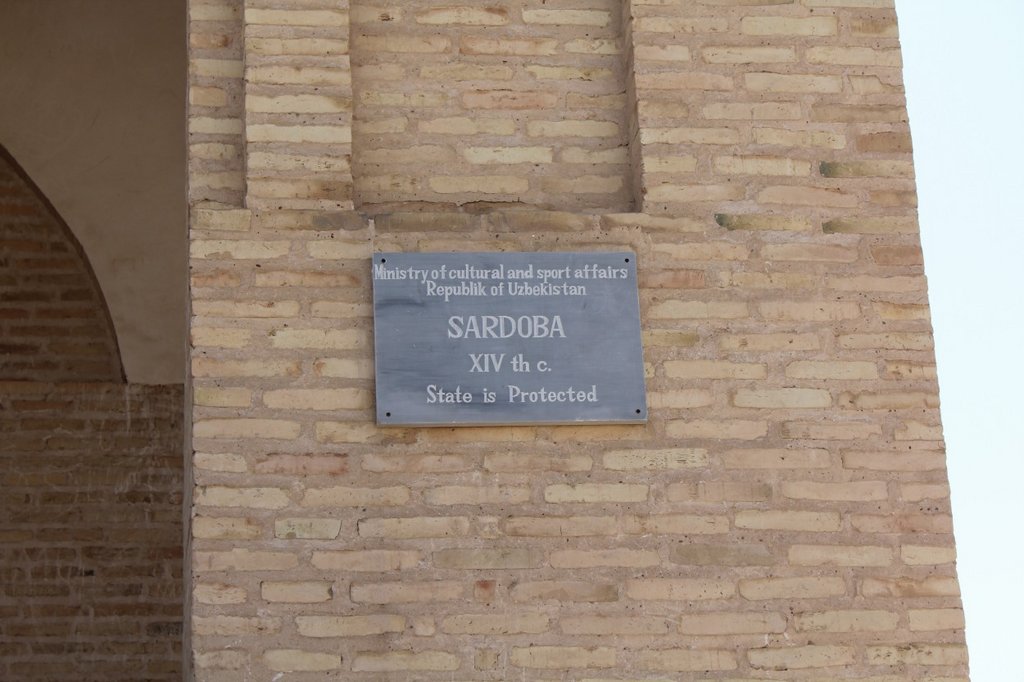 Ministry of cultural and sport affairs
Republik of Uzbekistan
SARDOBA
XIV th c.
State is Protected